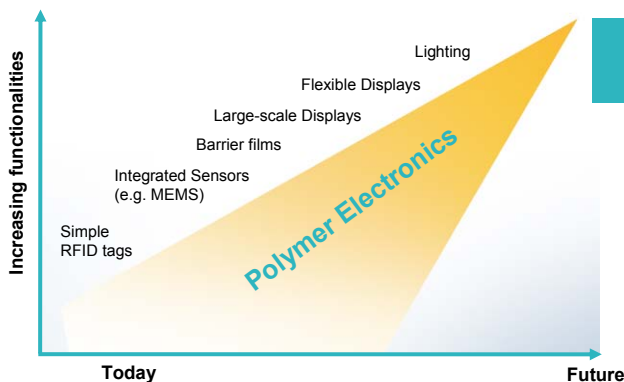 Increasing functionalities
Lighting
Flexible Displays
Large-scale Displays
Barrier films
Integrated Sensors
(e.g. MEMS)
Simple
RFID tags
Polymer Electronics
Today
Future